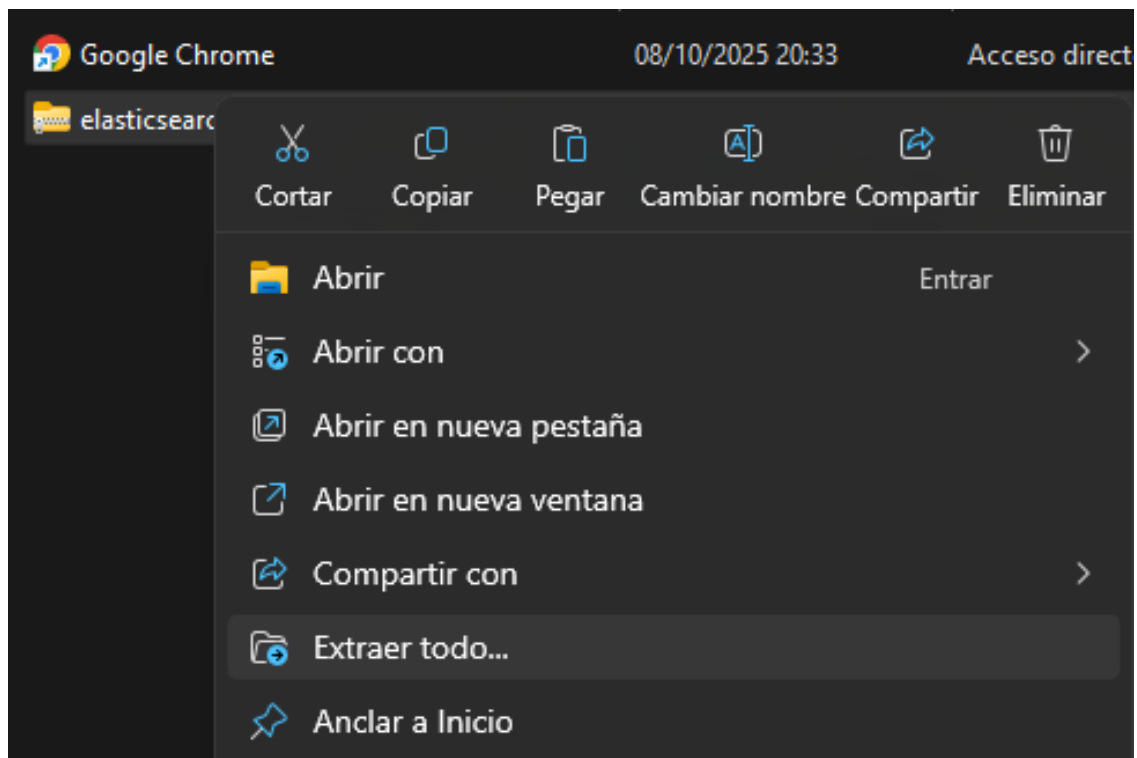 Google Chrome 08/10/2025 20:33 Acceso direct
elasticsearc
Cortar Copiar Pegar Cambiar nombre Compartir Eliminar
Abrir Entrar
Abrir con
Abrir en nueva pestaña
Abrir en nueva ventana
Compartir con
Extraer todo...
Anclar a Inicio